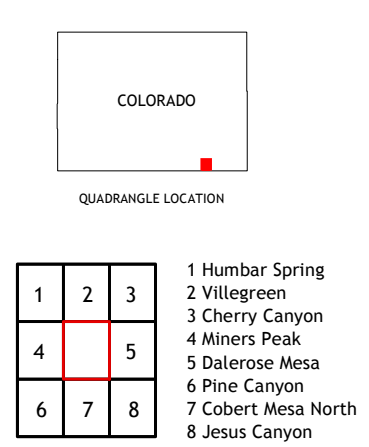 COLORADO
QUADRANGLE LOCATION
1 2 3
4 5
6 7 8
1 Humbar Spring
2 Villegreen
3 Cherry Canyon
4 Miners Peak
5 Dalerose Mesa
6 Pine Canyon
7 Cobert Mesa North
8 Jesus Canyon